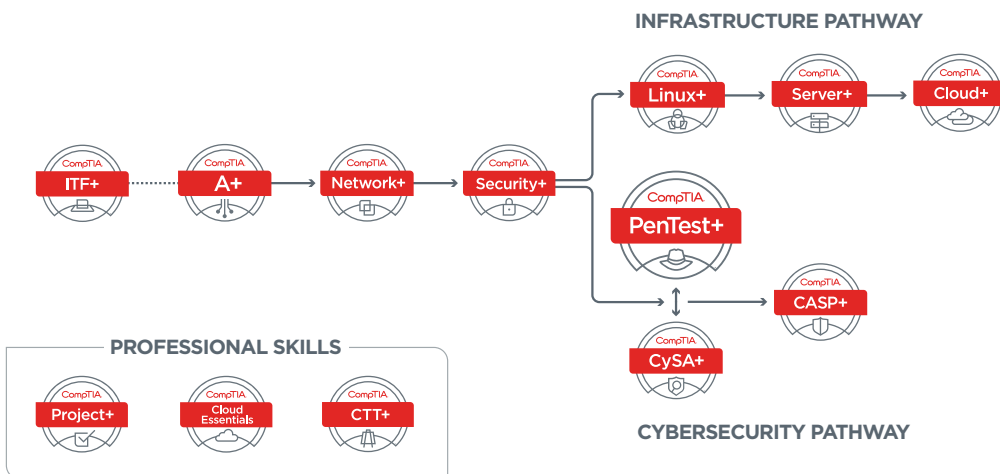 INFRASTRUCTURE PATHWAY
CompTIA
Linux+
CompTIA
Server+
CompTIA
Cloud+
CompTIA
ITF+
CompTIA
A+
CompTIA
Network+
CompTIA
Security+
CompTIA
PenTest+
CompTIA
CASP+
CompTIA
CySA+
CYBERSECURITY PATHWAY
PROFESSIONAL SKILLS
CompTIA
Project+
CompTIA
Cloud
Essentials
CompTIA
CTT+